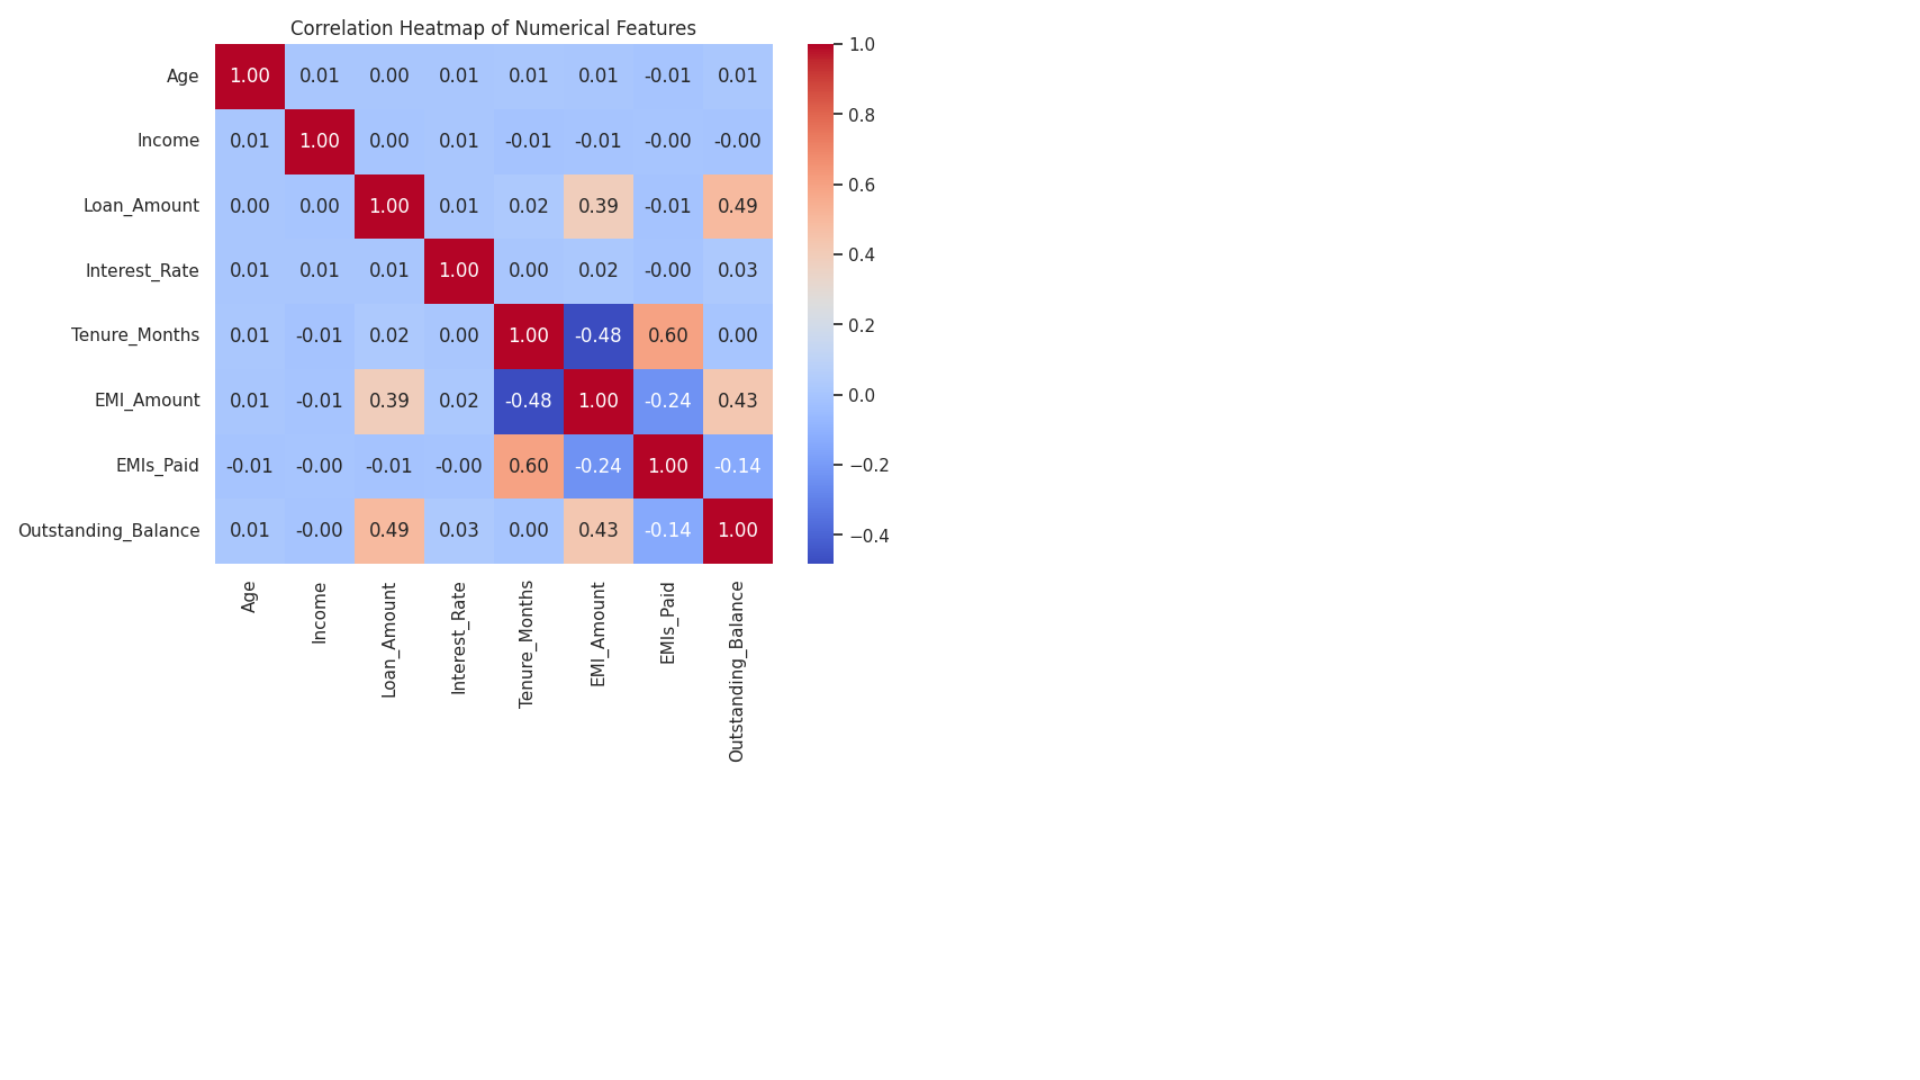 Correlation Heatmap of Numerical Features
Age 1.00 0.01 0.00 0.01 0.01 0.01 -0.01 0.01
Income 0.01 1.00 0.00 0.01 -0.01 -0.01 -0.00 -0.00
Loan_Amount 0.00 0.00 1.00 0.01 0.02 0.39 -0.01 0.49
Interest_Rate 0.01 0.01 0.01 1.00 0.00 0.02 -0.00 0.03
Tenure_Months 0.01 -0.01 0.02 0.00 1.00 -0.48 0.60 0.00
EMI_Amount 0.01 -0.01 0.39 0.02 -0.48 1.00 -0.24 0.43
EMIs_Paid -0.01 -0.00 -0.01 -0.00 0.60 -0.24 1.00 -0.14
Outstanding_Balance 0.01 -0.00 0.49 0.03 0.00 0.43 -0.14 1.00
Age
Income
Loan_Amount
Interest_Rate
Tenure_Months
EMI_Amount
EMIs_Paid
Outstanding_Balance
1.0
0.8
0.6
0.4
0.2
0.0
−0.2
−0.4